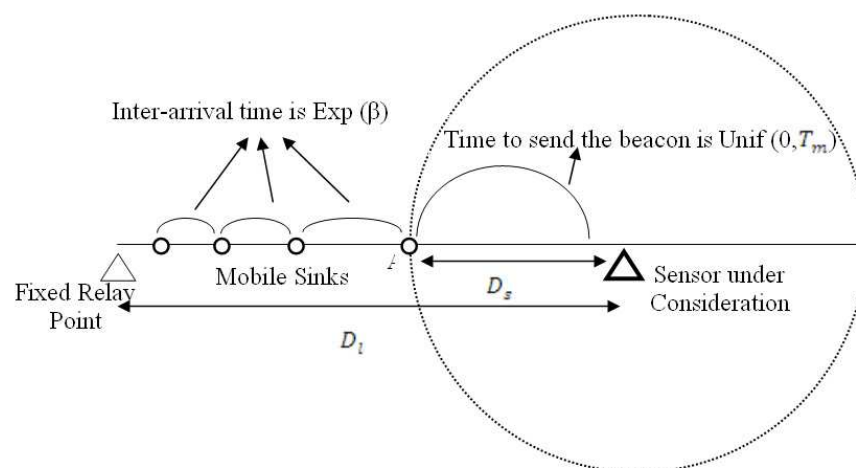 Inter-arrival time is Exp (β)
Time to send the beacon is Unif (0,T_m)
Mobile Sinks
D_s
Fixed Relay
Point
Sensor under
Consideration
D_l